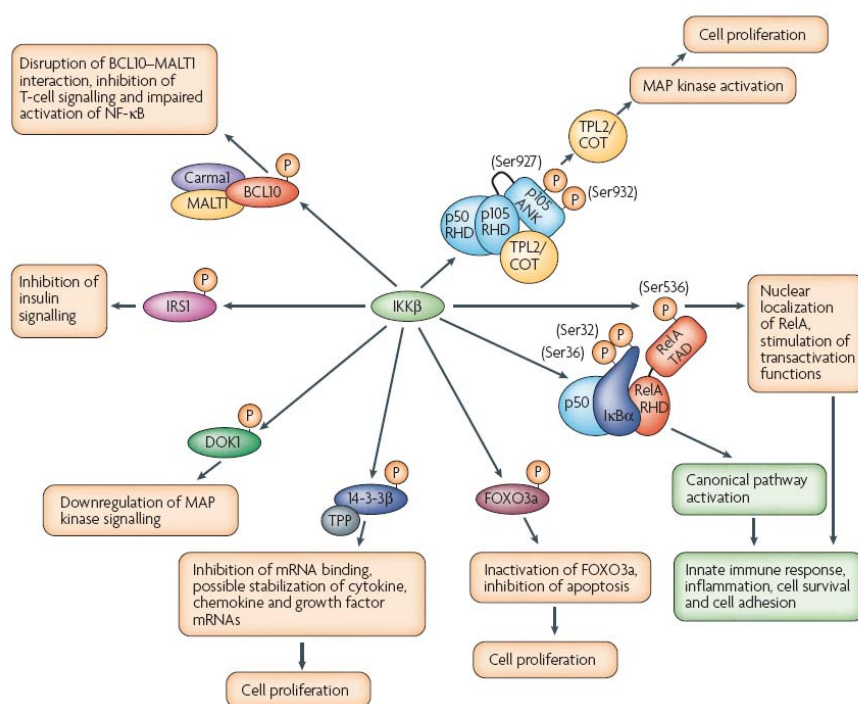 Cell proliferation
MAP kinase activation
Disruption of BCL10–MALT1
interaction, inhibition of
T-cell signalling and impaired
activation of NF-κB
TPL2/
COT
P
Carma1
BCL10
MALT1
(Ser927)
P
P
(Ser932)
p105
ANK
p50
RHD
p105
RHD
TPL2/
COT
Inhibition of
insulin
signalling
P
IRS1
IKKβ
(Ser536)
P
Nuclear
localization
of RelA,
stimulation of
transactivation
functions
(Ser32)
P
(Ser36)
P
RelA
TAD
p50
IκBα
RelA
RHD
P
DOK1
Downregulation of MAP
kinase signalling
P
14-3-3β
TPP
P
FOXO3a
Canonical pathway
activation
Inhibition of mRNA binding,
possible stabilization of cytokine,
chemokine and growth factor
mRNAs
Inactivation of FOXO3a,
inhibition of apoptosis
Innate immune response,
inflammation, cell survival
and cell adhesion
Cell proliferation
Cell proliferation